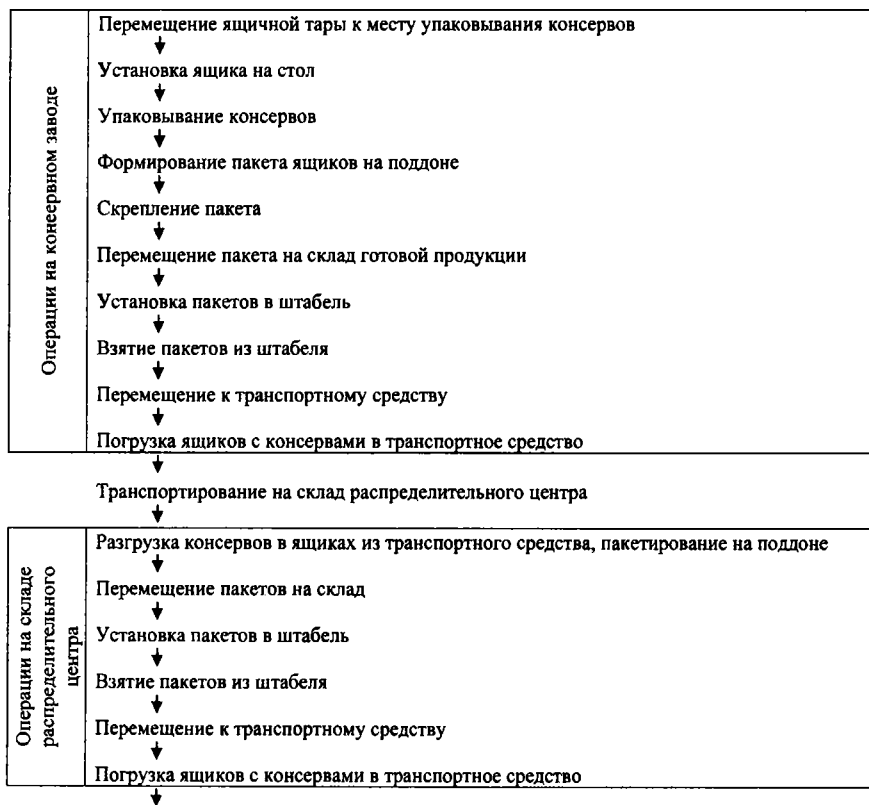 Операции на консервном заводе
Перемещение ящичной тары к месту упаковывания консервов
Установка ящика на стол
Упаковывание консервов
Формирование пакета ящиков на поддоне
Скрепление пакета
Перемещение пакета на склад готовой продукции
Установка пакетов в штабель
Взятие пакетов из штабеля
Перемещение к транспортному средству
Погрузка ящиков с консервами в транспортное средство
Транспортирование на склад распределительного центра
Операции на складе
распределительного
центра
Разгрузка консервов в ящиках из транспортного средства, пакетирование на поддоне
Перемещение пакетов на склад
Установка пакетов в штабель
Взятие пакетов из штабеля
Перемещение к транспортному средству
Погрузка ящиков с консервами в транспортное средство